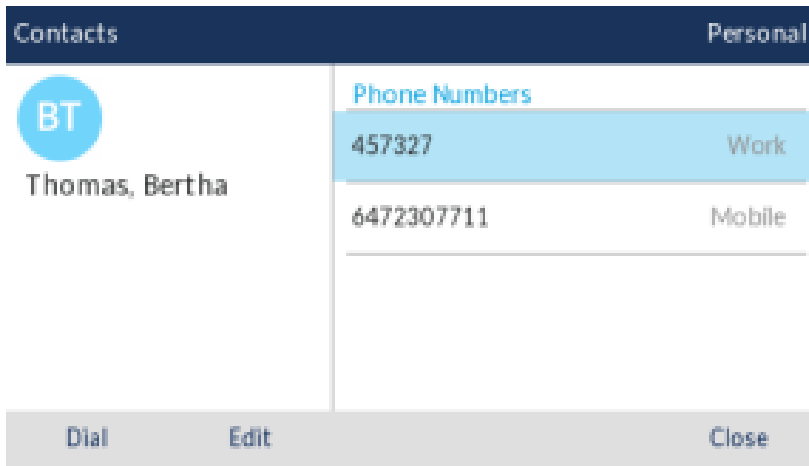 Contacts Personal
BT
Thomas, Bertha
Phone Numbers
457327 Work
6472307711 Mobile
Dial Edit Close